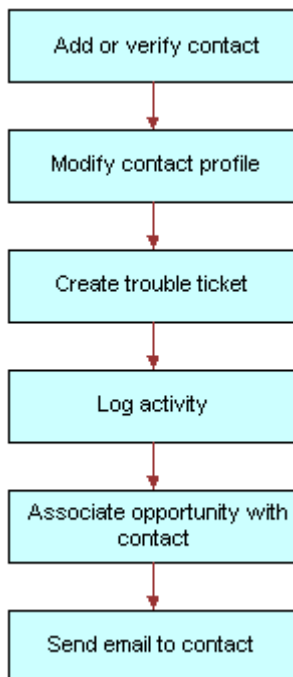 Add or verify contact
Modify contact profile
Create trouble ticket
Log activity
Associate opportunity with
contact
Send email to contact